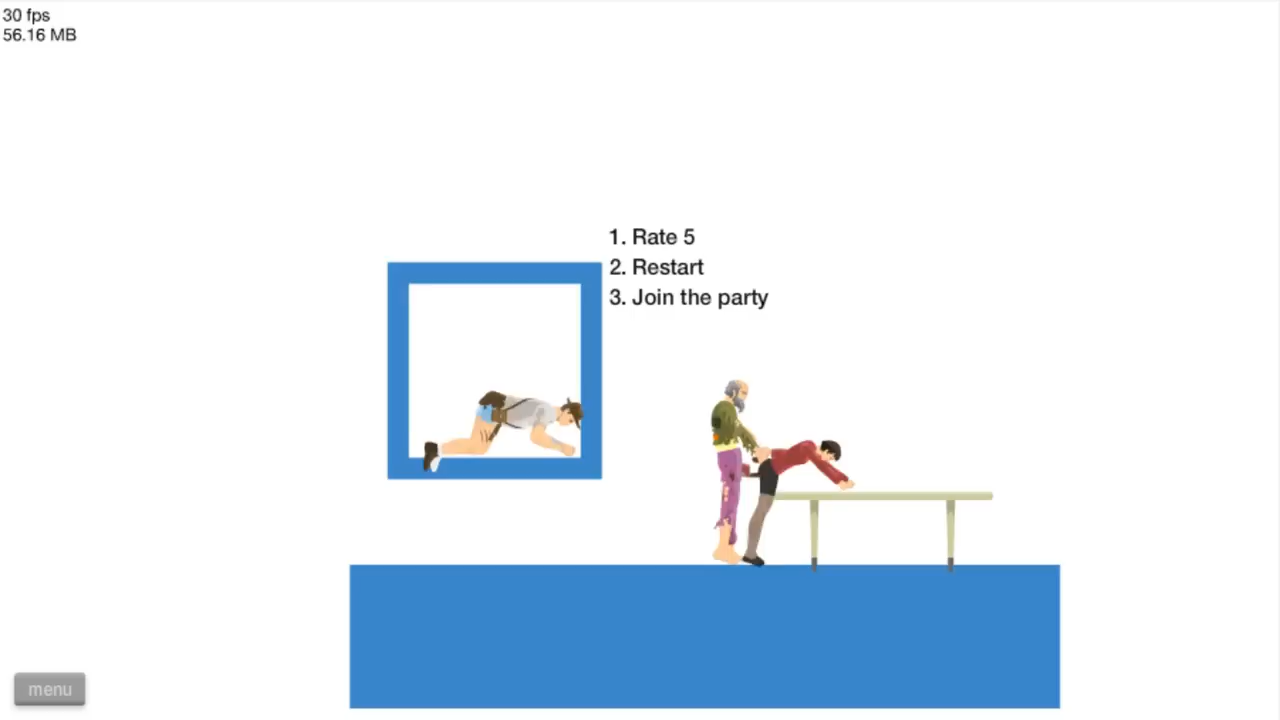 30 fps
56.16 MB
1. Rate 5
2. Restart
3. Join the party
menu